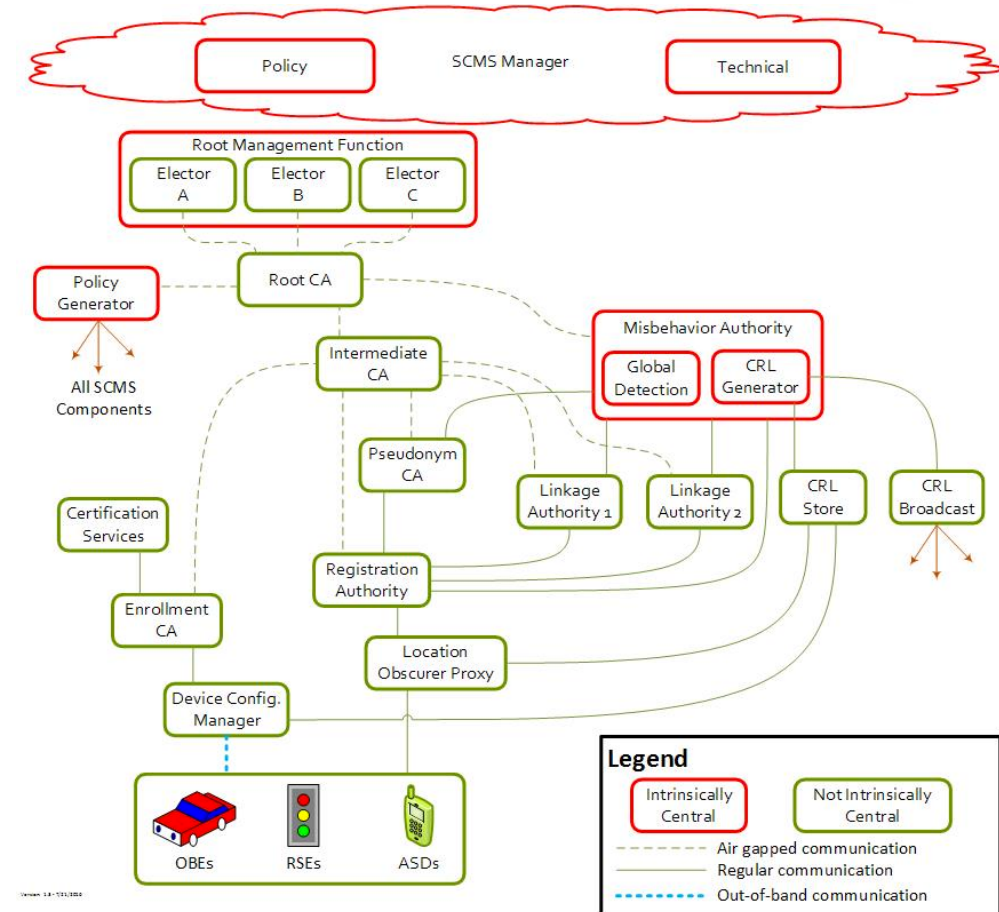 Policy
SCMS Manager
Technical
Root Management Function
Elector
A
Elector
B
Elector
C
Root CA
Policy
Generator
All SCMS
Components
Intermediate
CA
Misbehavior Authority
Global
Detection
CRL
Generator
Pseudonym
CA
Linkage
Authority 1
Linkage
Authority 2
CRL
Store
CRL
Broadcast
Certification
Services
Registration
Authority
Enrollment
CA
Location
Obscurer Proxy
Device Config.
Manager
OBEs
RSEs
ASDs
Legend
Intrinsically
Central
Not Intrinsically
Central
Air gapped communication
Regular communication
Out-of-band communication